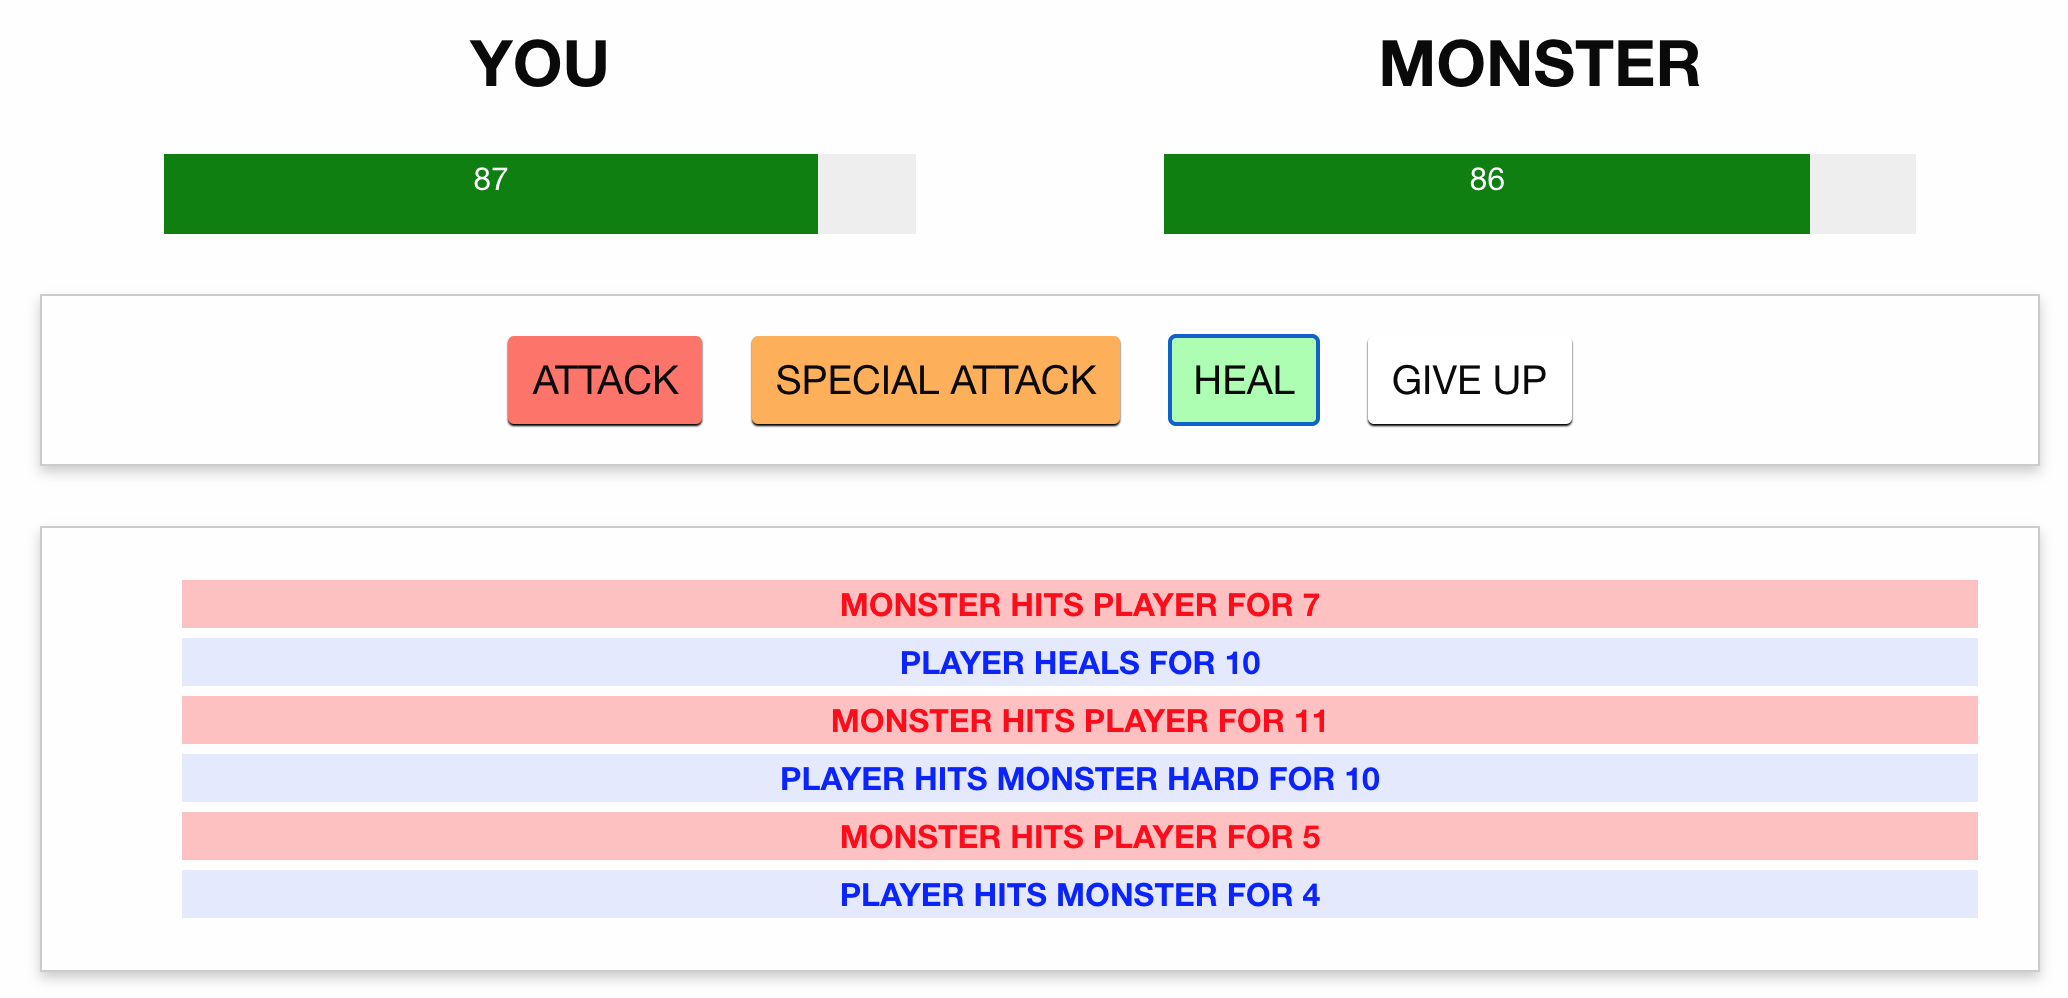 YOU
MONSTER
87
86
ATTACK
SPECIAL ATTACK
HEAL
GIVE UP
MONSTER HITS PLAYER FOR 7
PLAYER HEALS FOR 10
MONSTER HITS PLAYER FOR 11
PLAYER HITS MONSTER HARD FOR 10
MONSTER HITS PLAYER FOR 5
PLAYER HITS MONSTER FOR 4